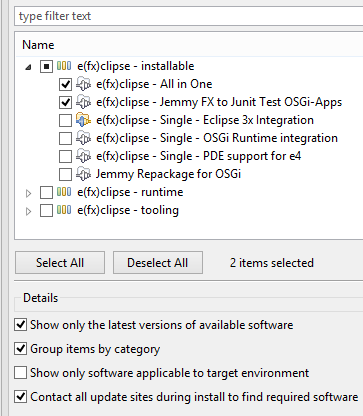 type filter text
Name
e(fx)clipse - installable
e(fx)clipse - All in One
e(fx)clipse - Jemmy FX to Junit Test OSGi-Apps
e(fx)clipse - Single - Eclipse 3x Integration
e(fx)clipse - Single - OSGi Runtime integration
e(fx)clipse - Single - PDE support for e4
Jemmy Repackage for OSGi
e(fx)clipse - runtime
e(fx)clipse - tooling
Select All Deselect All 2 items selected
Details
Show only the latest versions of available software
Group items by category
Show only software applicable to target environment
Contact all update sites during install to find required software